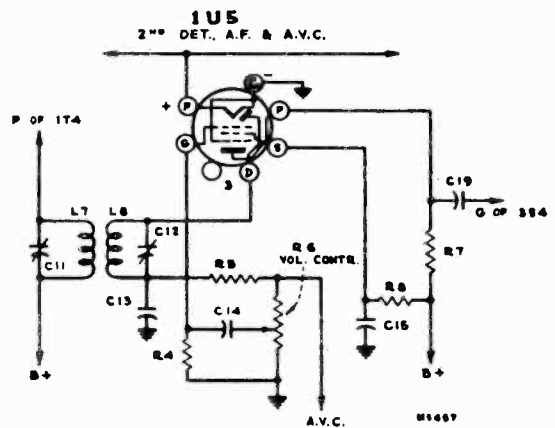 1U5
2ND DET., A.F. & A.V.C.
-
F
+ F
P
G
S
3
D
P OF 1T4
L7
L8
C12
C11
C13
R5
R6
VOL. CONTR.
C14
R4
C19
G OF 3S4
R7
R8
C15
B+
B+
A.V.C.